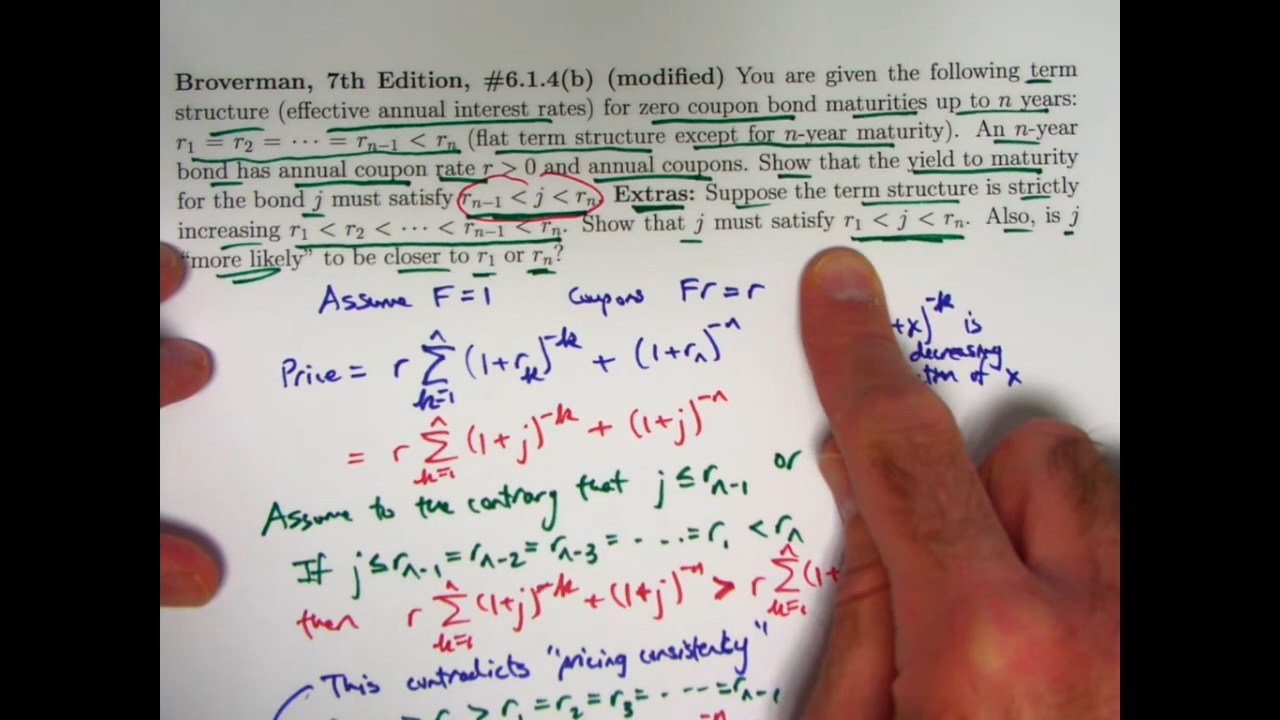 Broverman, 7th Edition, #6.1.4(b) (modified) You are given the following term
structure (effective annual interest rates) for zero coupon bond maturities up to n years:
r₁ = r₂ = ⋯ = rₙ₋₁ < rₙ (flat term structure except for n-year maturity). An n-year
bond has annual coupon rate r > 0 and annual coupons. Show that the yield to maturity
for the bond j must satisfy rₙ₋₁ < j < rₙ. Extras: Suppose the term structure is strictly
increasing r₁ < r₂ < ⋯ < rₙ₋₁ < rₙ. Show that j must satisfy r₁ < j < rₙ. Also, is j
"more likely" to be closer to r₁ or rₙ?
Assume F=1 Coupons Fr=r
+x)^-k is
decreasing
of x
Price = r ∑_{k=1}^{n} (1+r_k)^-k + (1+rₙ)^-n
= r ∑_{k=1}^{n} (1+j)^-k + (1+j)^-n
Assume to the contrary that j ≤ rₙ₋₁ or
If j ≤ rₙ₋₁ = rₙ₋₂ = rₙ₋₃ = ⋯ = r₁ < rₙ
then r ∑_{k=1}^{n} (1+j)^-k + (1+j)^-n > r ∑_{k=1}^{n} (1+
This contradicts "pricing consistency"
> r₁ = r₂ = r₃ = ⋯ = rₙ₋₁